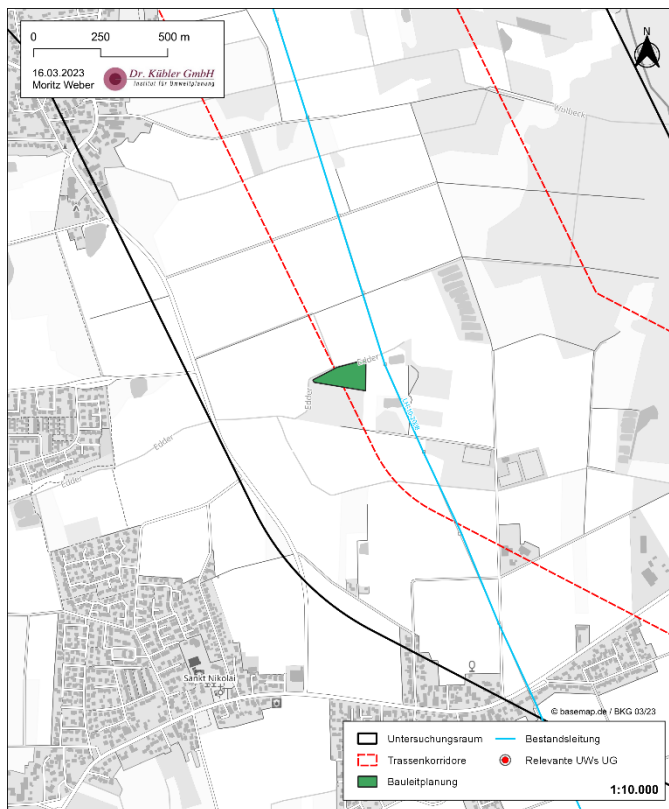 0 250 500 m
16.03.2023
Moritz Weber
Dr. Kübler GmbH
Institut für Umweltplanung
N
Wolbeck
Edder
Edder
Edder
Edder
Sankt Nikolai
© basemap.de / BKG 03/23
Untersuchungsraum
Bestandsleitung
Trassenkorridore
Relevante UWs UG
Bauleitplanung
1:10.000